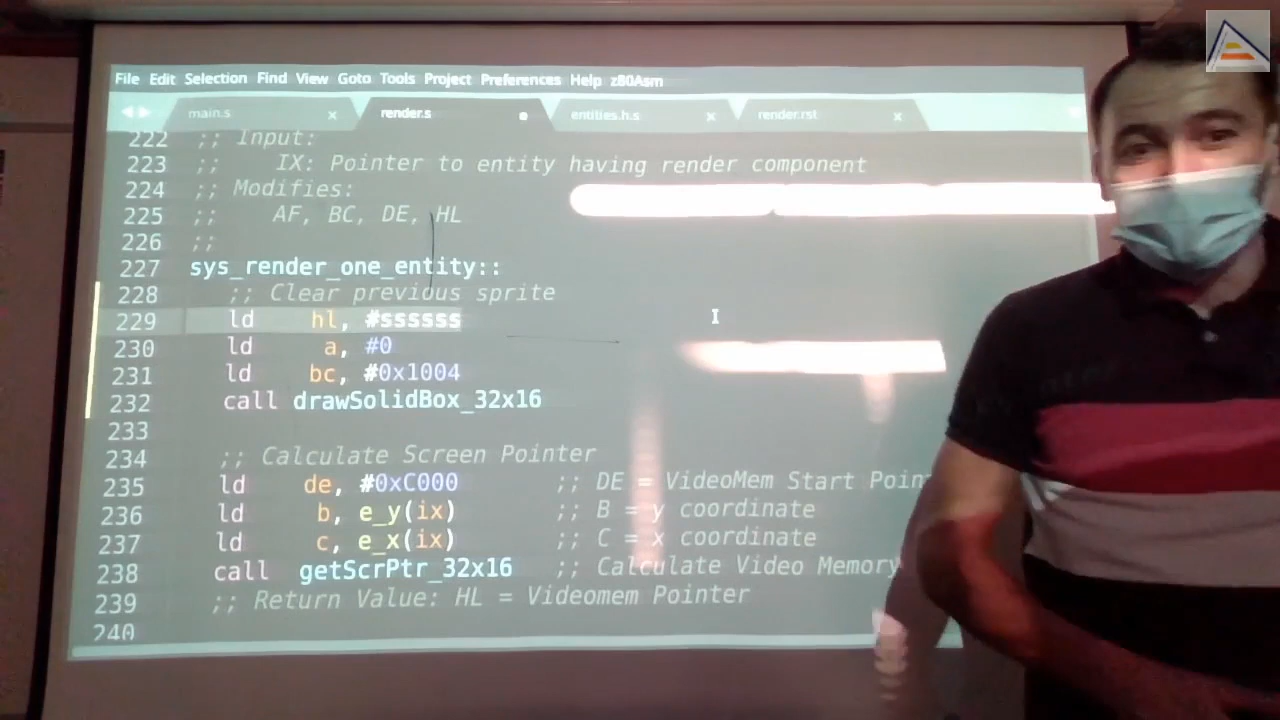 File Edit Selection Find View Goto Tools Project Preferences Help z80Asm
main.s × render.s entities.h.s × render.rst ×
222 ;; Input:
223 ;; IX: Pointer to entity having render component
224 ;; Modifies:
225 ;; AF, BC, DE, HL
226 ;;
227 sys_render_one_entity::
228 ;; Clear previous sprite
229 ld hl, #ssssss
230 ld a, #0
231 ld bc, #0x1004
232 call drawSolidBox_32x16
233
234 ;; Calculate Screen Pointer
235 ld de, #0xC000 ;; DE = VideoMem Start Poin
236 ld b, e_y(ix) ;; B = y coordinate
237 ld c, e_x(ix) ;; C = x coordinate
238 call getScrPtr_32x16 ;; Calculate Video Memory
239 ;; Return Value: HL = Videomem Pointer
240